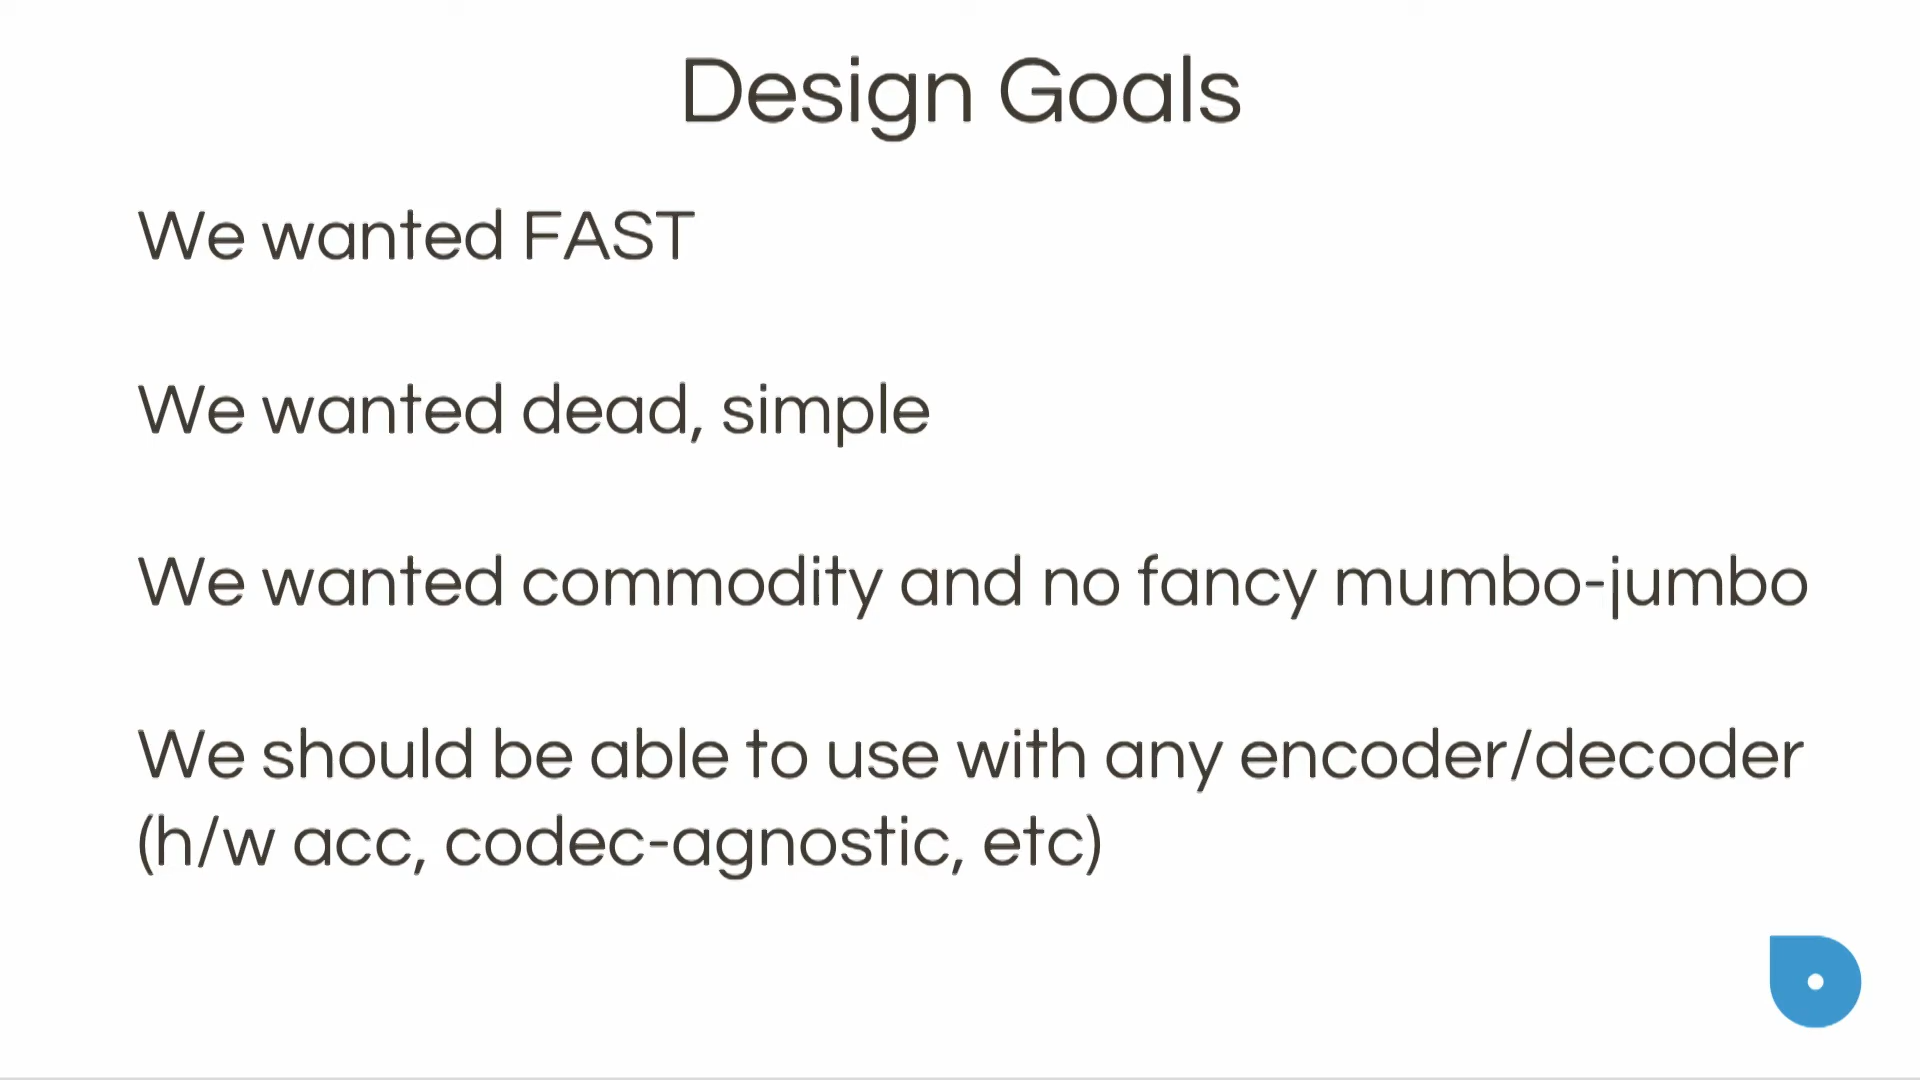 Design Goals
We wanted FAST
We wanted dead, simple
We wanted commodity and no fancy mumbo-jumbo
We should be able to use with any encoder/decoder
(h/w acc, codec-agnostic, etc)